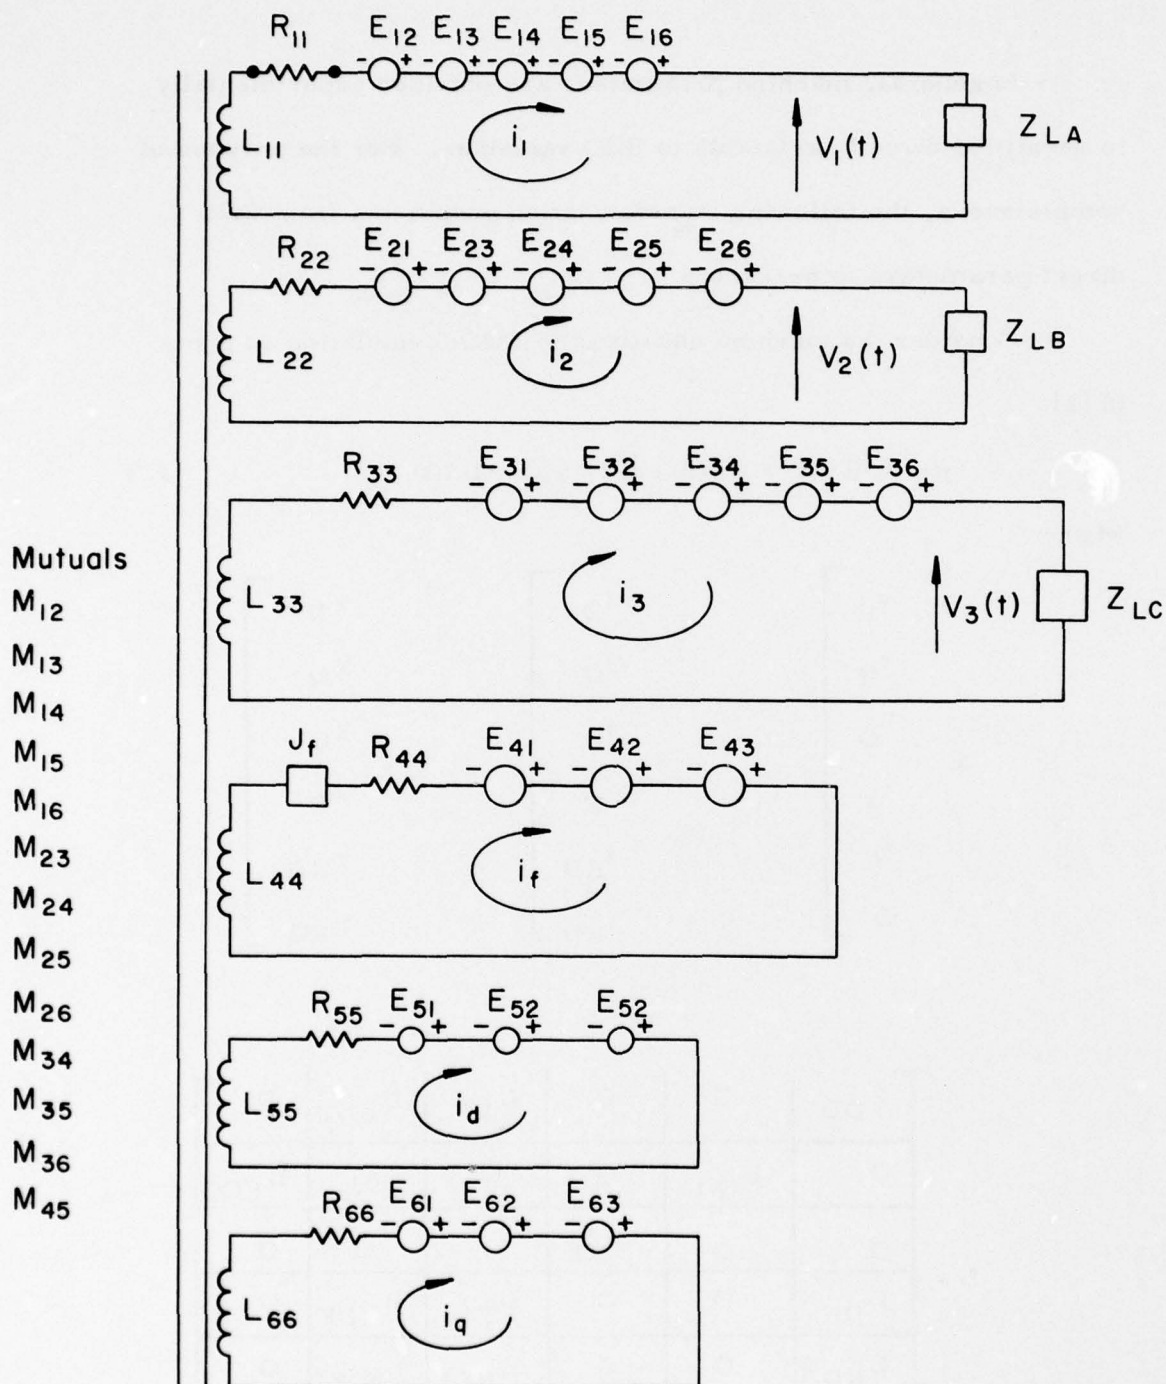 R11 E12 E13 E14 E15 E16
- + - + - + - + - +
L11 i1 V1(t) ZLA
R22 E21 E23 E24 E25 E26
- + - + - + - + - +
L22 i2 V2(t) ZLB
R33 E31 E32 E34 E35 E36
- + - + - + - + - +
L33 i3 V3(t) ZLC
Mutuals
M12
M13
M14
M15
M16
M23
M24
M25
M26
M34
M35
M36
M45
Jf R44 E41 E42 E43
- + - + - +
L44 if
R55 E51 E52 E52
- + - + - +
L55 id
R66 E61 E62 E63
- + - + - +
L66 iq